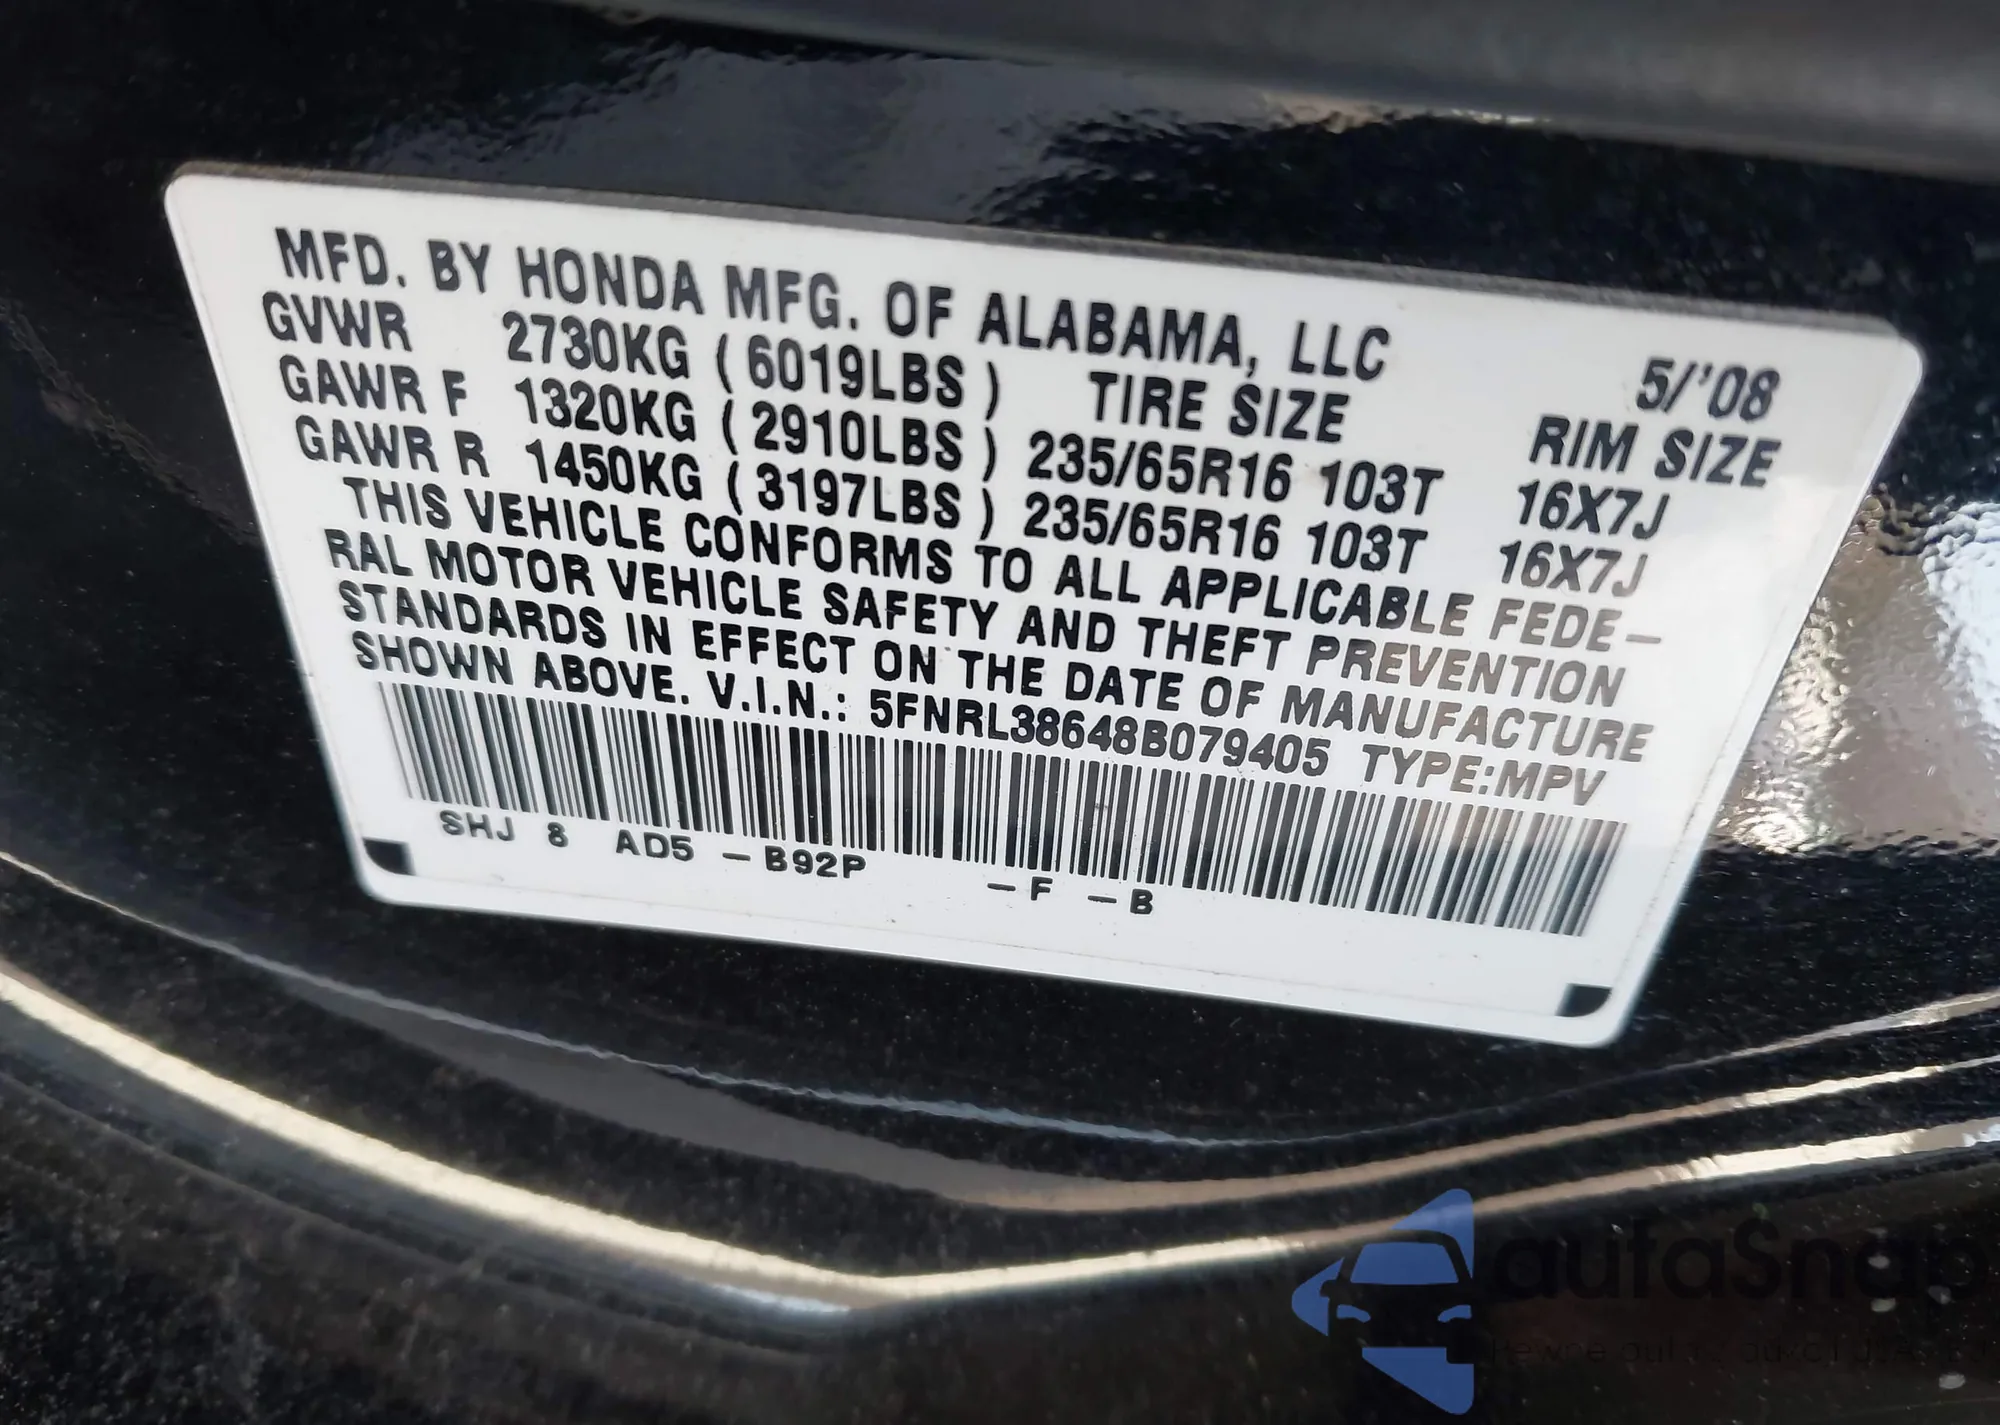 MFD. BY HONDA MFG. OF ALABAMA, LLC 5/'08
GVWR 2730KG ( 6019LBS ) TIRE SIZE RIM SIZE
GAWR F 1320KG ( 2910LBS ) 235/65R16 103T 16X7J
GAWR R 1450KG ( 3197LBS ) 235/65R16 103T 16X7J
THIS VEHICLE CONFORMS TO ALL APPLICABLE FEDE–
RAL MOTOR VEHICLE SAFETY AND THEFT PREVENTION
STANDARDS IN EFFECT ON THE DATE OF MANUFACTURE
SHOWN ABOVE. V.I.N.: 5FNRL38648B079405 TYPE:MPV
SHJ 8 AD5 –B92P –F –B
autaSnap